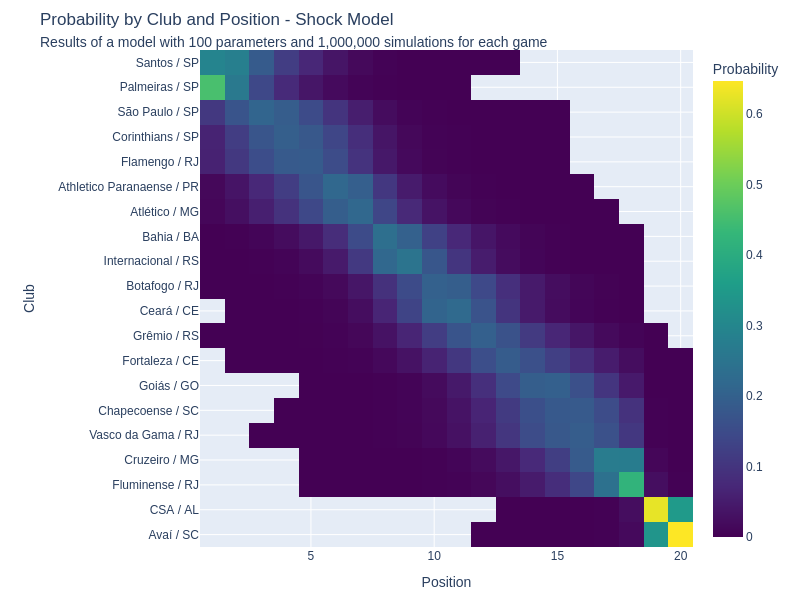 Probability by Club and Position - Shock Model
Results of a model with 100 parameters and 1,000,000 simulations for each game
Santos / SP
Palmeiras / SP
São Paulo / SP
Corinthians / SP
Flamengo / RJ
Athletico Paranaense / PR
Atlético / MG
Bahia / BA
Internacional / RS
Botafogo / RJ
Ceará / CE
Grêmio / RS
Fortaleza / CE
Goiás / GO
Chapecoense / SC
Vasco da Gama / RJ
Cruzeiro / MG
Fluminense / RJ
CSA / AL
Avaí / SC
Club
5 10 15 20
Position
Probability
0.6
0.5
0.4
0.3
0.2
0.1
0